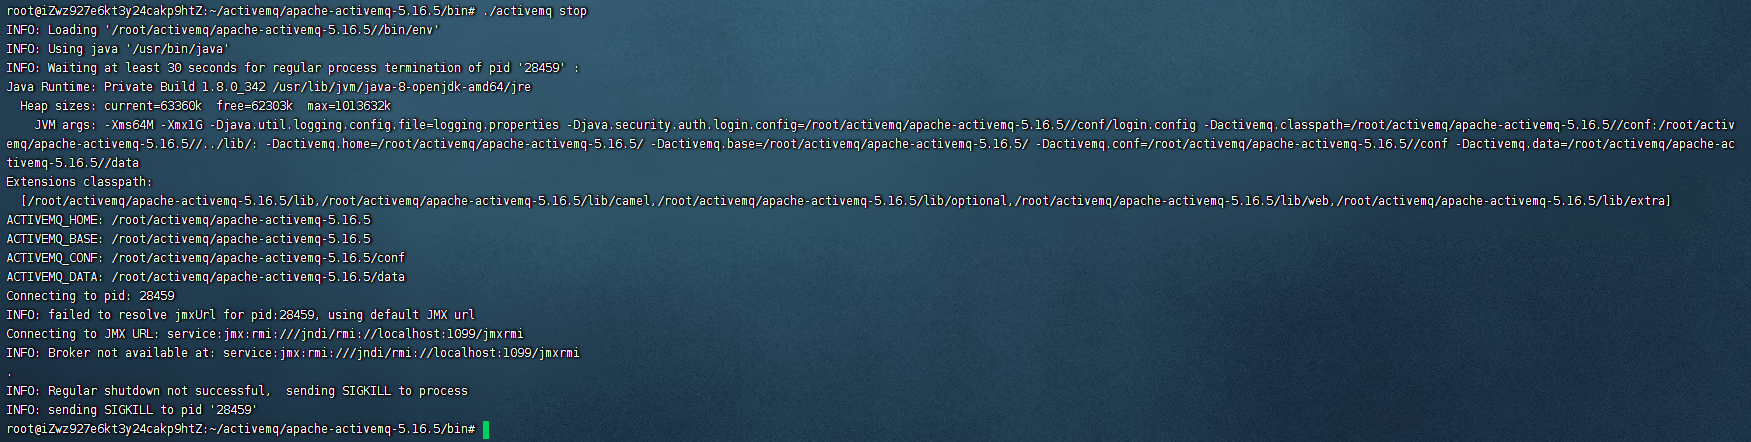 root@iZwz927e6kt3y24cakp9htZ:~/activemq/apache-activemq-5.16.5/bin# ./activemq stop
INFO: Loading '/root/activemq/apache-activemq-5.16.5//bin/env'
INFO: Using java '/usr/bin/java'
INFO: Waiting at least 30 seconds for regular process termination of pid '28459' :
Java Runtime: Private Build 1.8.0_342 /usr/lib/jvm/java-8-openjdk-amd64/jre
  Heap sizes: current=63360k  free=62303k  max=1013632k
    JVM args: -Xms64M -Xmx1G -Djava.util.logging.config.file=logging.properties -Djava.security.auth.login.config=/root/activemq/apache-activemq-5.16.5//conf/login.config -Dactivemq.classpath=/root/activemq/apache-activemq-5.16.5//conf:/root/activ
emq/apache-activemq-5.16.5//../lib/: -Dactivemq.home=/root/activemq/apache-activemq-5.16.5/ -Dactivemq.base=/root/activemq/apache-activemq-5.16.5/ -Dactivemq.conf=/root/activemq/apache-activemq-5.16.5//conf -Dactivemq.data=/root/activemq/apache-ac
tivemq-5.16.5//data
Extensions classpath:
  [/root/activemq/apache-activemq-5.16.5/lib,/root/activemq/apache-activemq-5.16.5/lib/camel,/root/activemq/apache-activemq-5.16.5/lib/optional,/root/activemq/apache-activemq-5.16.5/lib/web,/root/activemq/apache-activemq-5.16.5/lib/extra]
ACTIVEMQ_HOME: /root/activemq/apache-activemq-5.16.5
ACTIVEMQ_BASE: /root/activemq/apache-activemq-5.16.5
ACTIVEMQ_CONF: /root/activemq/apache-activemq-5.16.5/conf
ACTIVEMQ_DATA: /root/activemq/apache-activemq-5.16.5/data
Connecting to pid: 28459
INFO: failed to resolve jmxUrl for pid:28459, using default JMX url
Connecting to JMX URL: service:jmx:rmi:///jndi/rmi://localhost:1099/jmxrmi
INFO: Broker not available at: service:jmx:rmi:///jndi/rmi://localhost:1099/jmxrmi
.
INFO: Regular shutdown not successful,  sending SIGKILL to process
INFO: sending SIGKILL to pid '28459'
root@iZwz927e6kt3y24cakp9htZ:~/activemq/apache-activemq-5.16.5/bin#